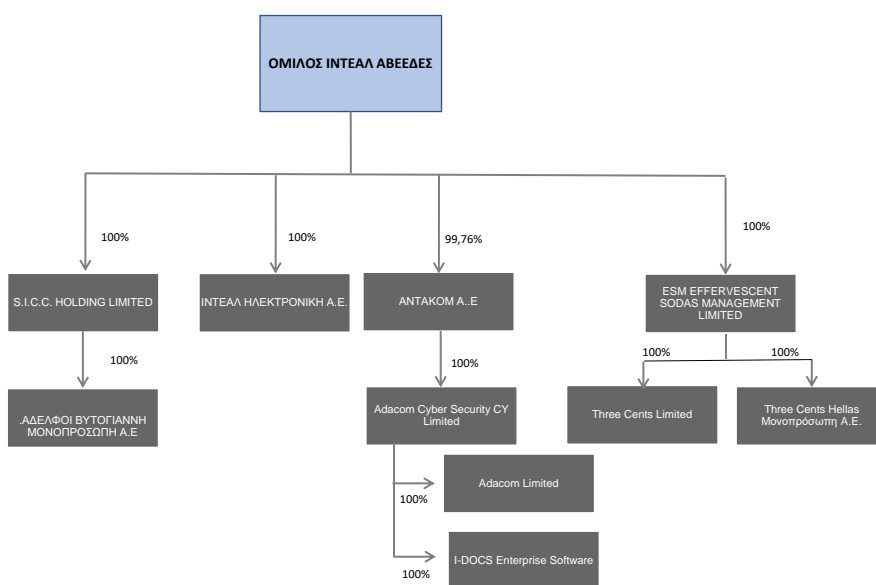 ΟΜΙΛΟΣ ΙΝΤΕΑΛ ΑΒΕΕΔΕΣ
100%
100%
99,76%
100%
S.I.C.C. HOLDING LIMITED
ΙΝΤΕΑΛ ΗΛΕΚΤΡΟΝΙΚΗ Α.Ε.
ΑΝΤΑΚΟΜ Α..Ε
ESM EFFERVESCENT
SODAS MANAGEMENT
LIMITED
100%
100%
100%
100%
.ΑΔΕΛΦΟΙ ΒΥΤΟΓΙΑΝΝΗ
ΜΟΝΟΠΡΟΣΩΠΗ Α.Ε
Adacom Cyber Security CY
Limited
Three Cents Limited
Three Cents Hellas
Μονοπρόσωπη Α.Ε.
100%
Adacom Limited
100%
I-DOCS Enterprise Software